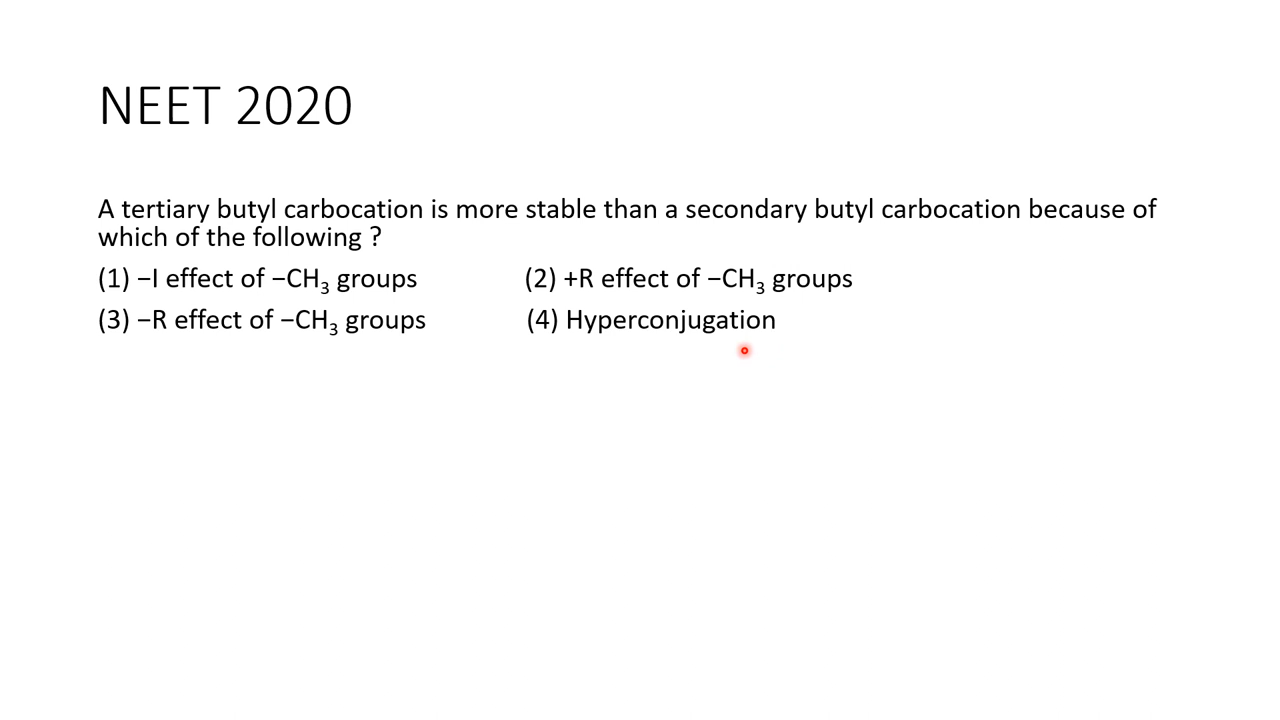 NEET 2020
A tertiary butyl carbocation is more stable than a secondary butyl carbocation because of
which of the following ?
(1) −I effect of −CH₃ groups (2) +R effect of −CH₃ groups
(3) −R effect of −CH₃ groups (4) Hyperconjugation